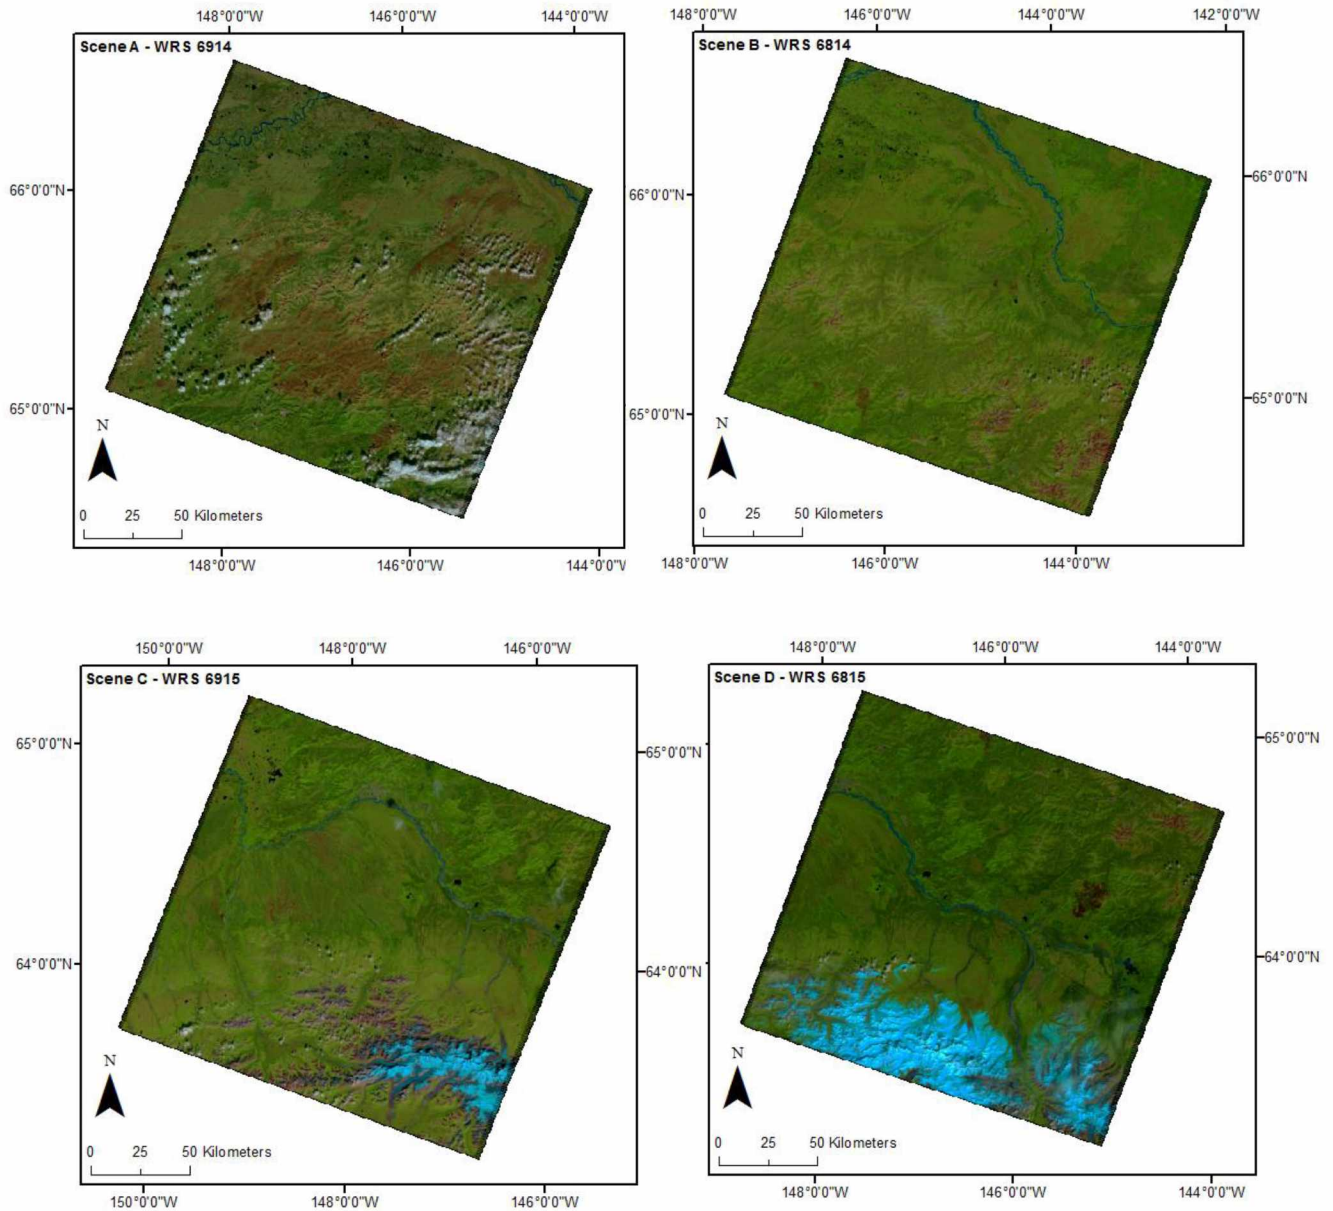 148°0'0"W 146°0'0"W 144°0'0"W
148°0'0"W 146°0'0"W 144°0'0"W 142°0'0"W
Scene A - WRS 6914
66°0'0"N
65°0'0"N
N
0 25 50 Kilometers
148°0'0"W 146°0'0"W 144°0'0"W
Scene B - WRS 6814
66°0'0"N
66°0'0"N
65°0'0"N
65°0'0"N
N
0 25 50 Kilometers
148°0'0"W 146°0'0"W 144°0'0"W
150°0'0"W 148°0'0"W 146°0'0"W
Scene C - WRS 6915
65°0'0"N
65°0'0"N
64°0'0"N
64°0'0"N
N
0 25 50 Kilometers
150°0'0"W 148°0'0"W 146°0'0"W
148°0'0"W 146°0'0"W 144°0'0"W
Scene D - WRS 6815
65°0'0"N
64°0'0"N
N
0 25 50 Kilometers
148°0'0"W 146°0'0"W 144°0'0"W